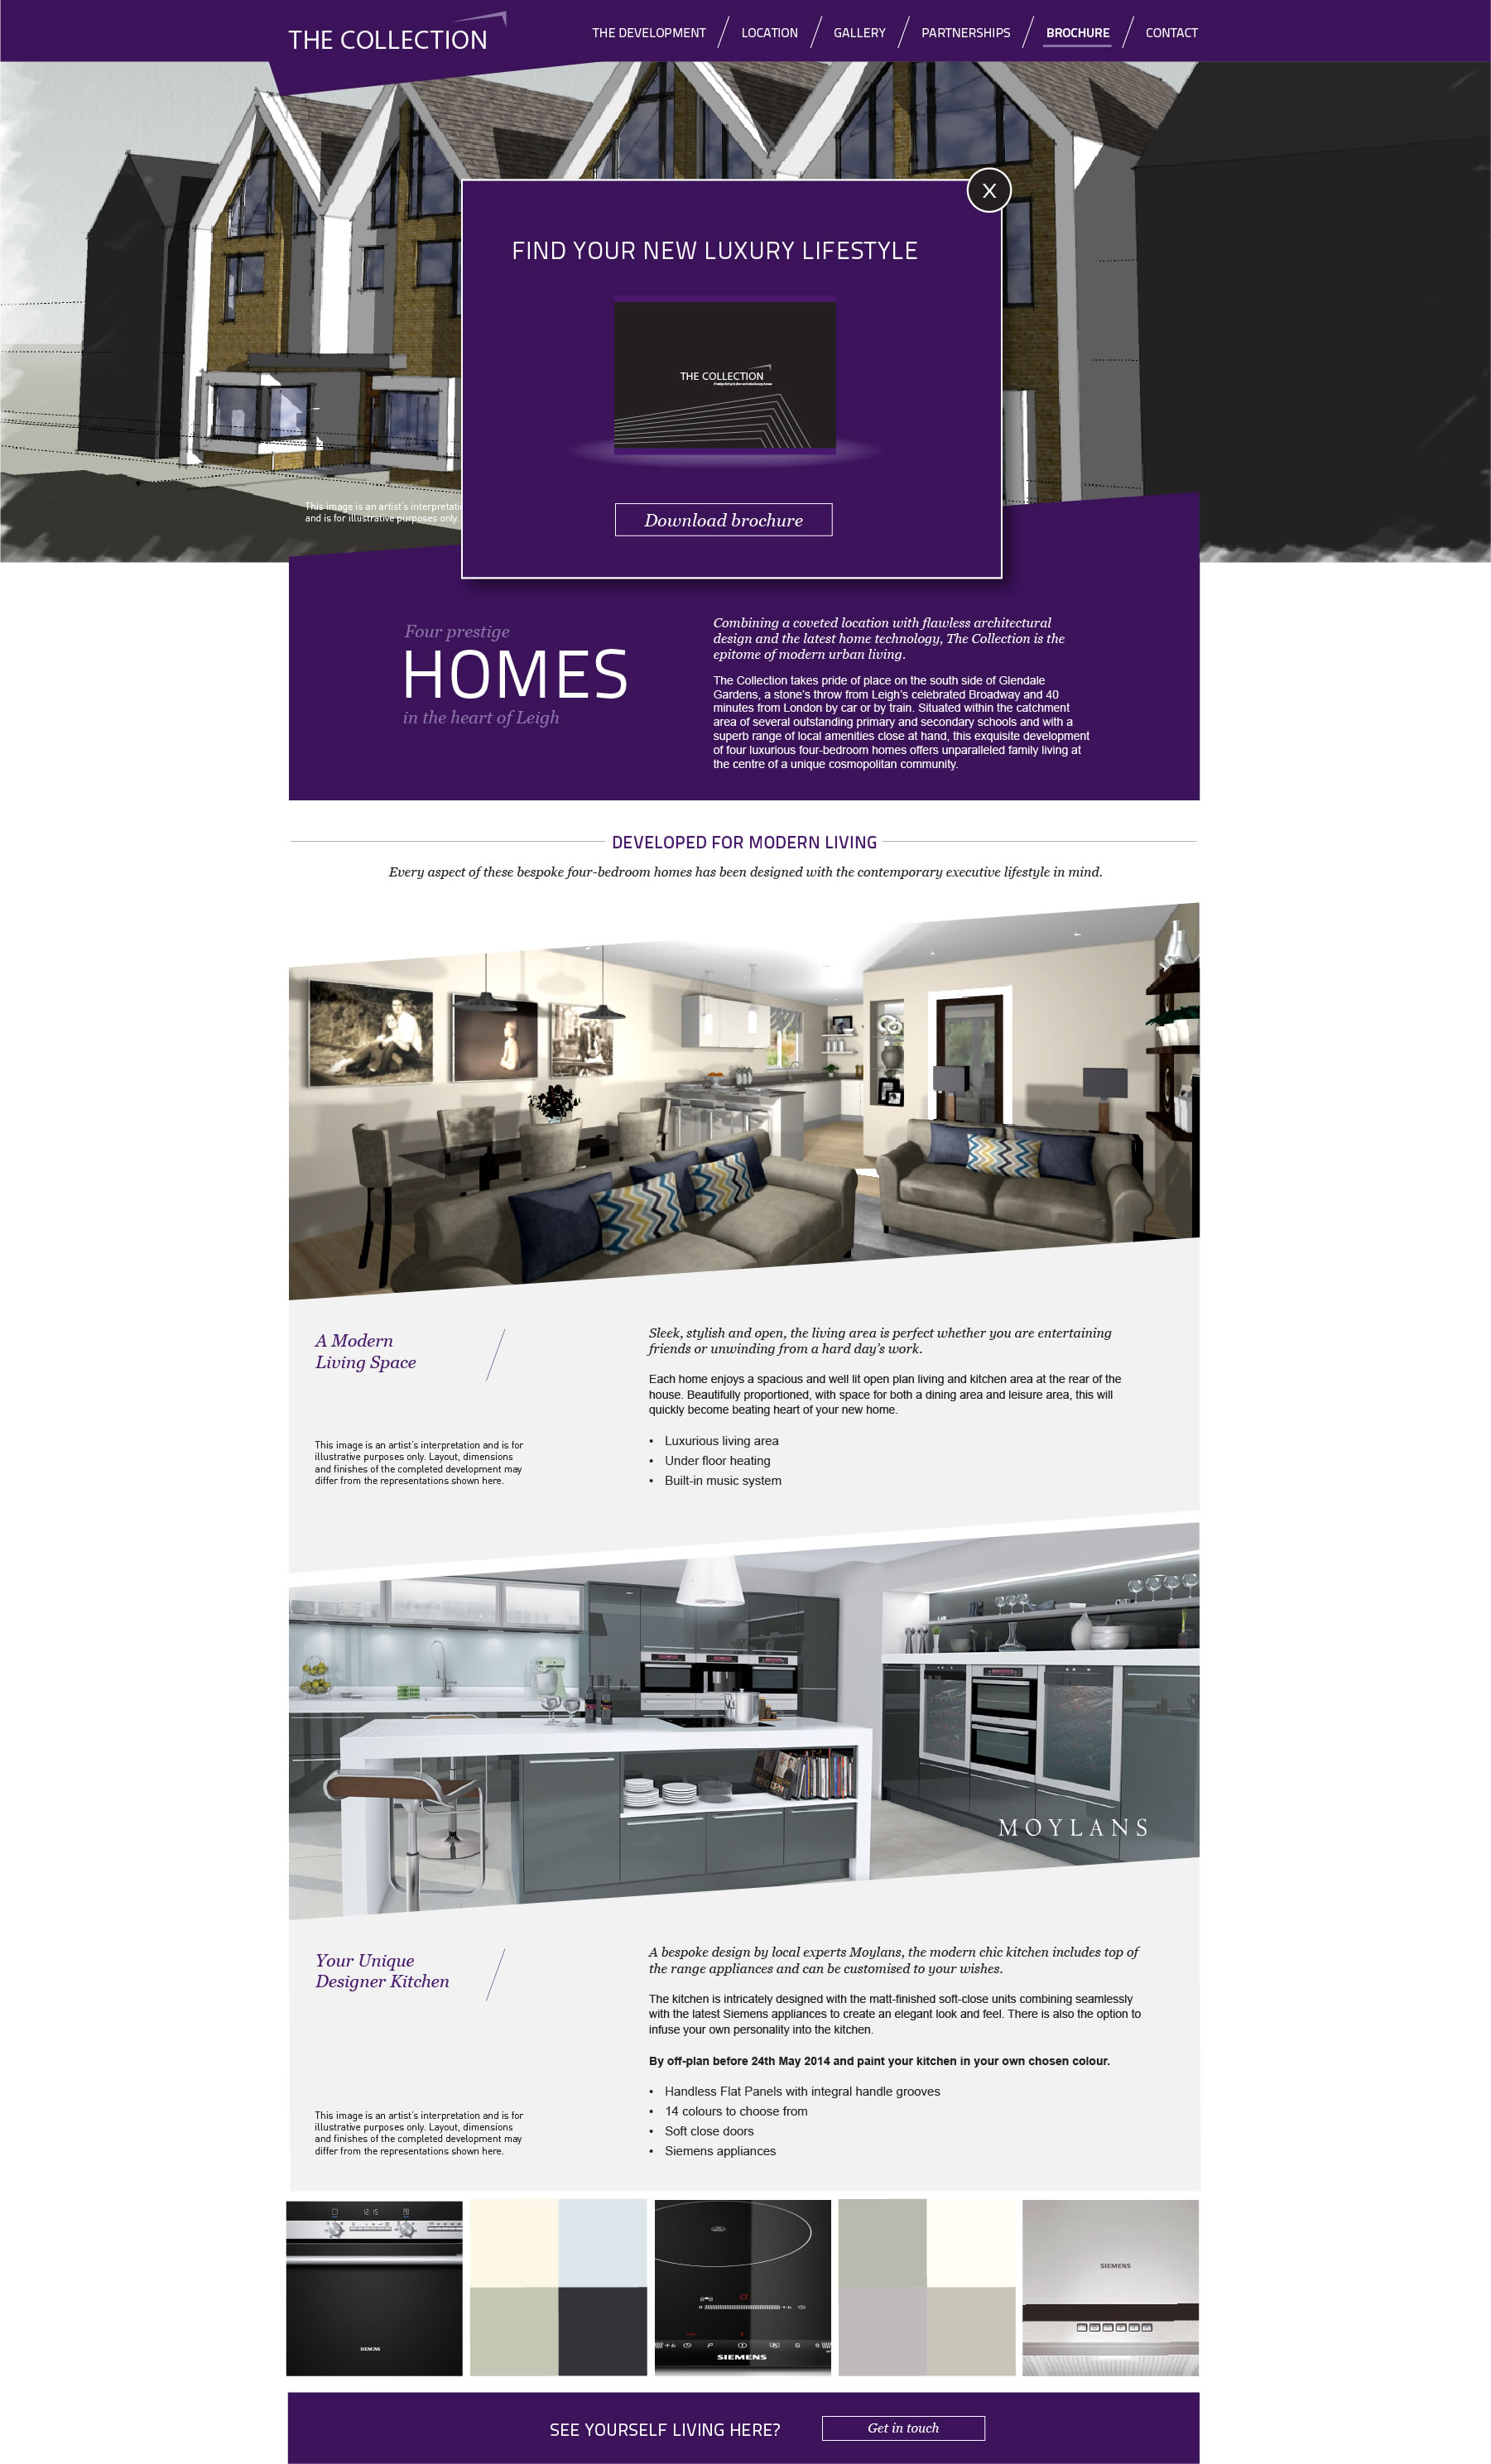 THE COLLECTION
THE DEVELOPMENT
LOCATION
GALLERY
PARTNERSHIPS
BROCHURE
CONTACT
X
FIND YOUR NEW LUXURY LIFESTYLE
THE COLLECTION
Download brochure
This image is an artist's
and is for illustrative purposes only.
Four prestige
HOMES
in the heart of Leigh
Combining a coveted location with flawless architectural
design and the latest home technology, The Collection is the
epitome of modern urban living.
The Collection takes pride of place on the south side of Glendale
Gardens, a stone's throw from Leigh's celebrated Broadway and 40
minutes from London by car or by train. Situated within the catchment
area of several outstanding primary and secondary schools and with a
superb range of local amenities close at hand, this exquisite development
of four luxurious four-bedroom homes offers unparalleled family living at
the centre of a unique cosmopolitan community.
DEVELOPED FOR MODERN LIVING
Every aspect of these bespoke four-bedroom homes has been designed with the contemporary executive lifestyle in mind.
A Modern
Living Space
This image is an artist's interpretation and is for
illustrative purposes only. Layout, dimensions
and finishes of the completed development may
differ from the representations shown here.
Sleek, stylish and open, the living area is perfect whether you are entertaining
friends or unwinding from a hard day's work.
Each home enjoys a spacious and well lit open plan living and kitchen area at the rear of the
house. Beautifully proportioned, with space for both a dining area and leisure area, this will
quickly become beating heart of your new home.
• Luxurious living area
• Under floor heating
• Built-in music system
MOYLANS
Your Unique
Designer Kitchen
This image is an artist's interpretation and is for
illustrative purposes only. Layout, dimensions
and finishes of the completed development may
differ from the representations shown here.
A bespoke design by local experts Moylans, the modern chic kitchen includes top of
the range appliances and can be customised to your wishes.
The kitchen is intricately designed with the matt-finished soft-close units combining seamlessly
with the latest Siemens appliances to create an elegant look and feel. There is also the option to
infuse your own personality into the kitchen.
By off-plan before 24th May 2014 and paint your kitchen in your own chosen colour.
• Handless Flat Panels with integral handle grooves
• 14 colours to choose from
• Soft close doors
• Siemens appliances
12:15
SIEMENS
SIEMENS
SIEMENS
SEE YOURSELF LIVING HERE?
Get in touch